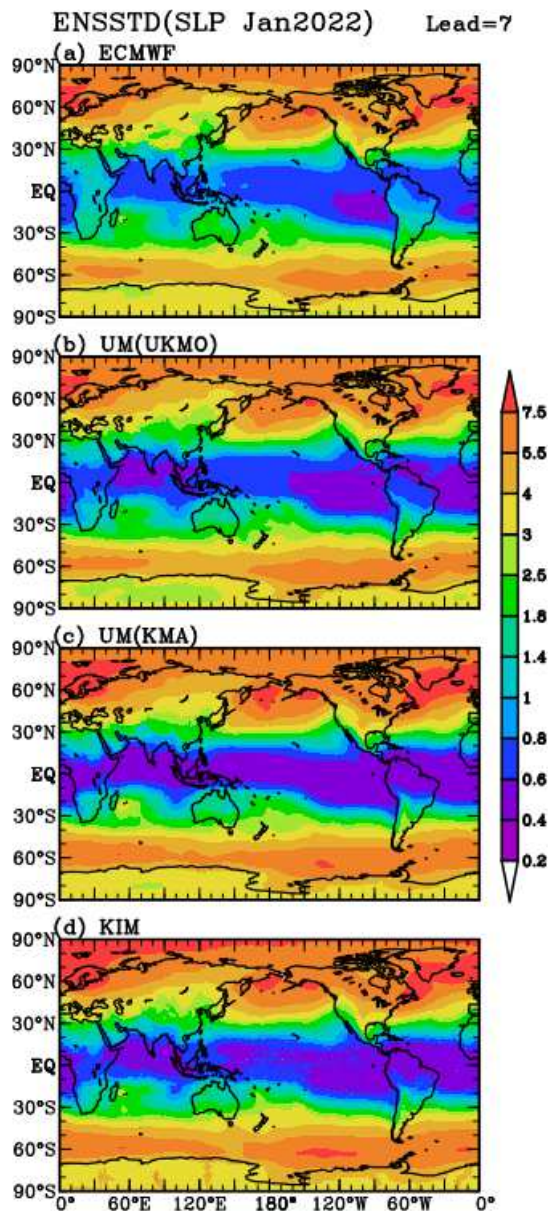 ENSSTD(SLP Jan2022) Lead=7
(a) ECMWF
90°N
60°N
30°N
EQ
30°S
60°S
90°S
(b) UM(UKMO)
90°N
60°N
30°N
EQ
30°S
60°S
90°S
(c) UM(KMA)
90°N
60°N
30°N
EQ
30°S
60°S
90°S
(d) KIM
90°N
60°N
30°N
EQ
30°S
60°S
90°S
0° 60°E 120°E 180° 120°W 60°W 0°
7.5
5.5
4
3
2.5
1.8
1.4
1
0.8
0.6
0.4
0.2